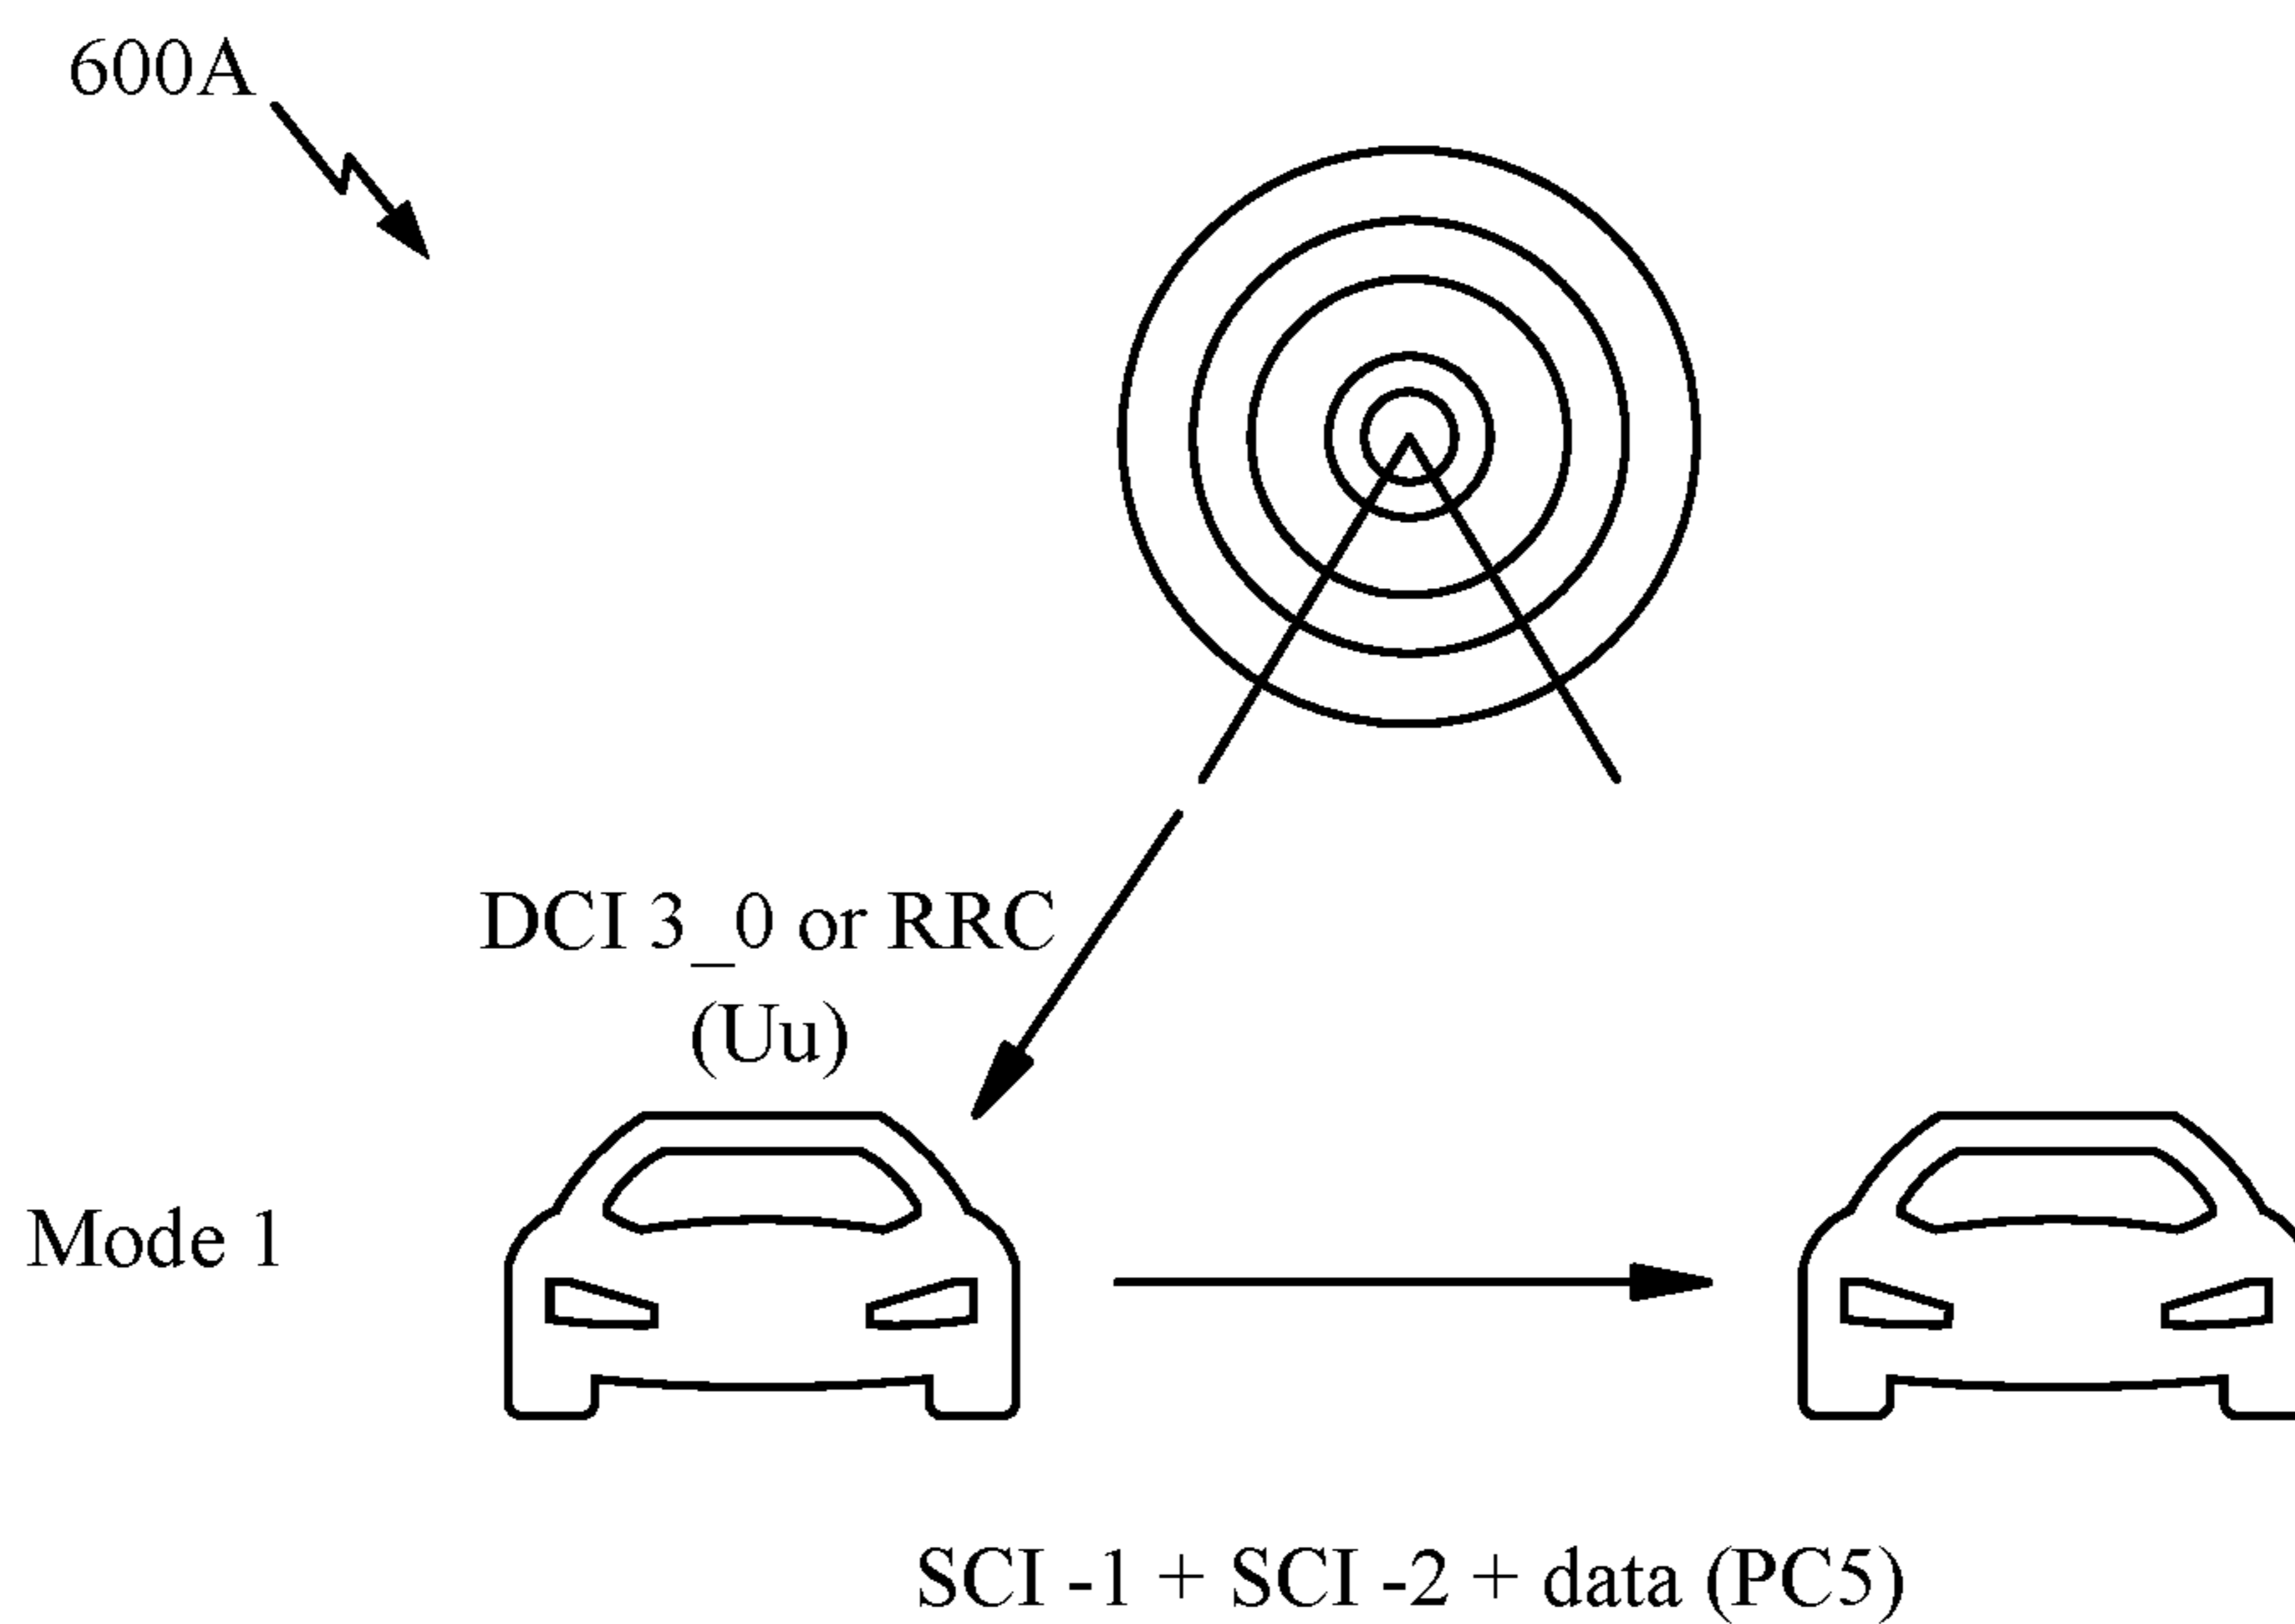 600A
DCI 3_0 or RRC
(Uu)
Mode 1
SCI -1 + SCI -2 + data (PC5)